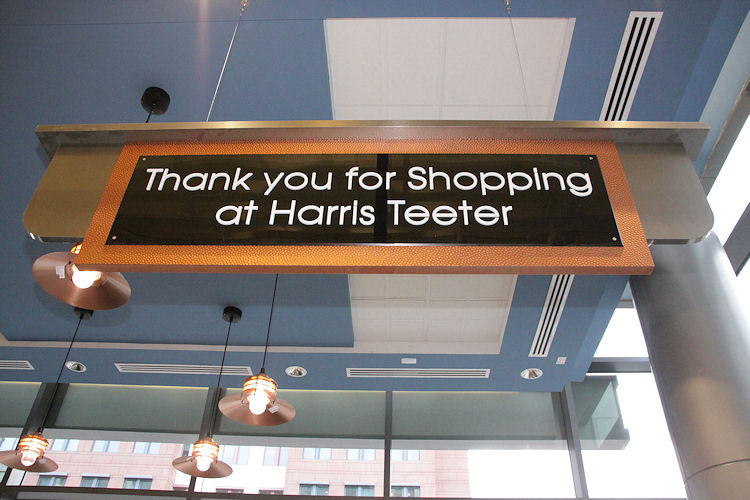 Thank you for Shopping
at Harris Teeter